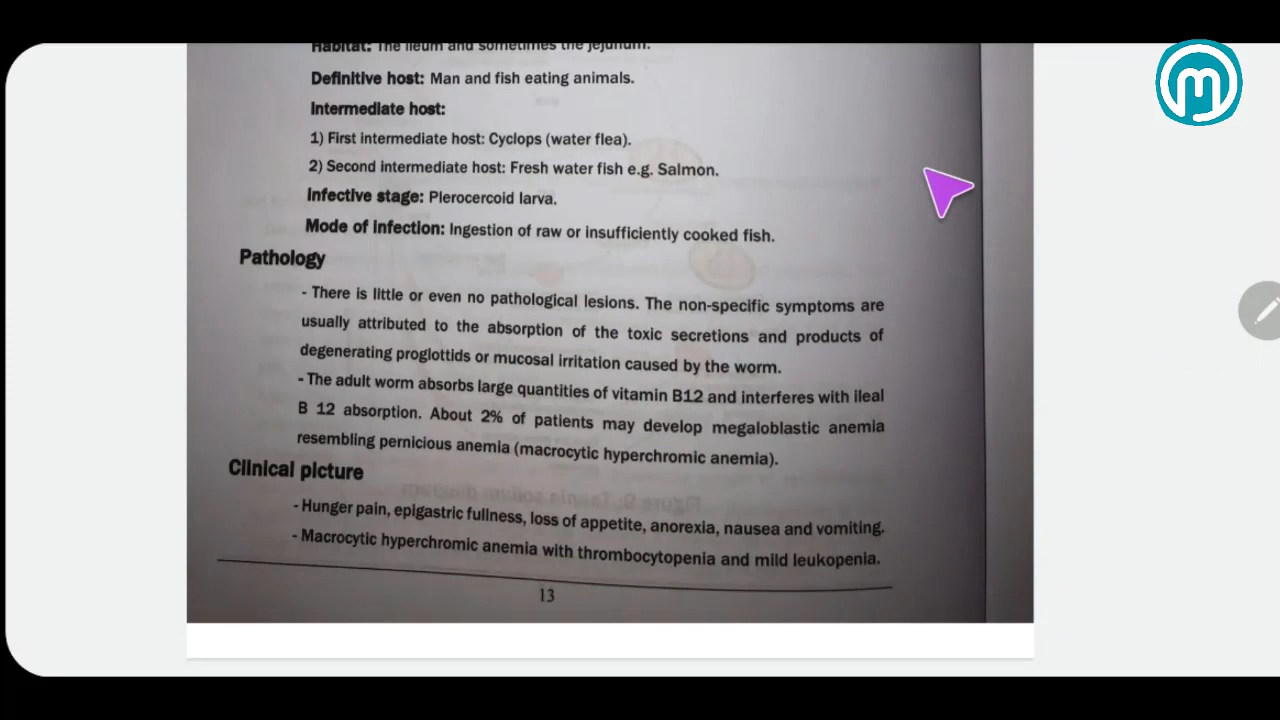 Habitat: The ileum and sometimes the jejunum.
Definitive host: Man and fish eating animals.
Intermediate host:
1) First intermediate host: Cyclops (water flea).
2) Second intermediate host: Fresh water fish e.g. Salmon.
Infective stage: Plerocercoid larva.
Mode of infection: Ingestion of raw or insufficiently cooked fish.
Pathology
- There is little or even no pathological lesions. The non-specific symptoms are
usually attributed to the absorption of the toxic secretions and products of
degenerating proglottids or mucosal irritation caused by the worm.
- The adult worm absorbs large quantities of vitamin B12 and interferes with ileal
B 12 absorption. About 2% of patients may develop megaloblastic anemia
resembling pernicious anemia (macrocytic hyperchromic anemia).
Clinical picture
- Hunger pain, epigastric fullness, loss of appetite, anorexia, nausea and vomiting.
- Macrocytic hyperchromic anemia with thrombocytopenia and mild leukopenia.
13